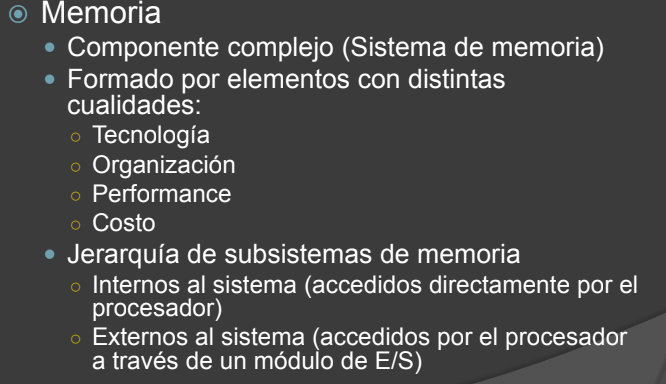 Memoria
Componente complejo (Sistema de memoria)
Formado por elementos con distintas
cualidades:
Tecnología
Organización
Performance
Costo
Jerarquía de subsistemas de memoria
Internos al sistema (accedidos directamente por el
procesador)
Externos al sistema (accedidos por el procesador
a través de un módulo de E/S)